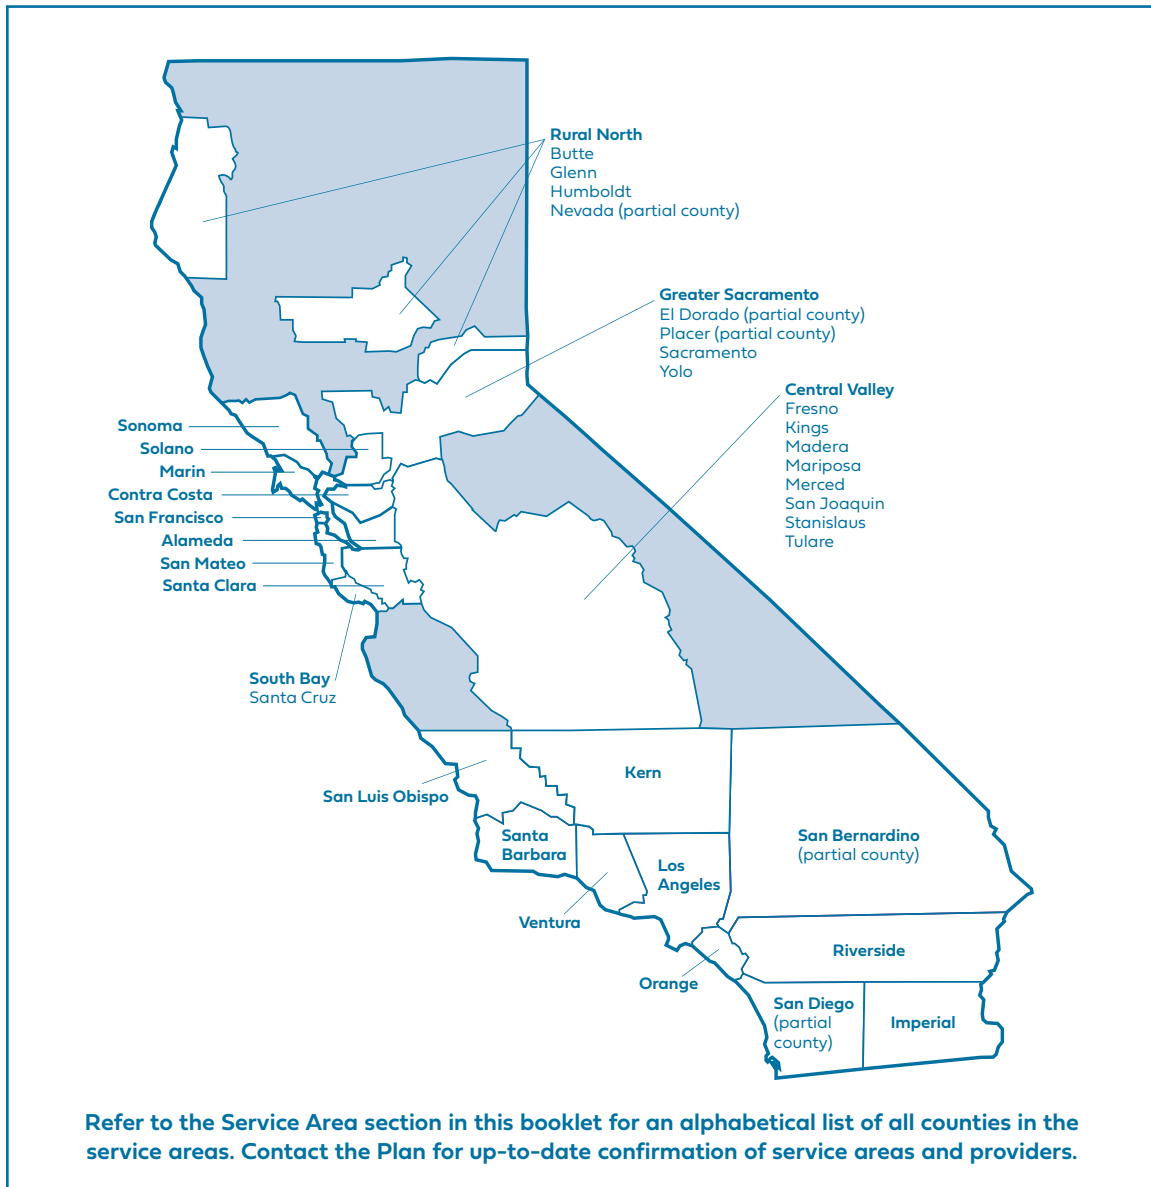 Rural North
Butte
Glenn
Humboldt
Nevada (partial county)
Greater Sacramento
El Dorado (partial county)
Placer (partial county)
Sacramento
Yolo
Central Valley
Fresno
Kings
Madera
Mariposa
Merced
San Joaquin
Stanislaus
Tulare
Sonoma
Solano
Marin
Contra Costa
San Francisco
Alameda
San Mateo
Santa Clara
South Bay
Santa Cruz
San Luis Obispo
Kern
Santa
Barbara
Los
Angeles
San Bernardino
(partial county)
Ventura
Orange
Riverside
San Diego
(partial
county)
Imperial
Refer to the Service Area section in this booklet for an alphabetical list of all counties in the
service areas. Contact the Plan for up-to-date confirmation of service areas and providers.